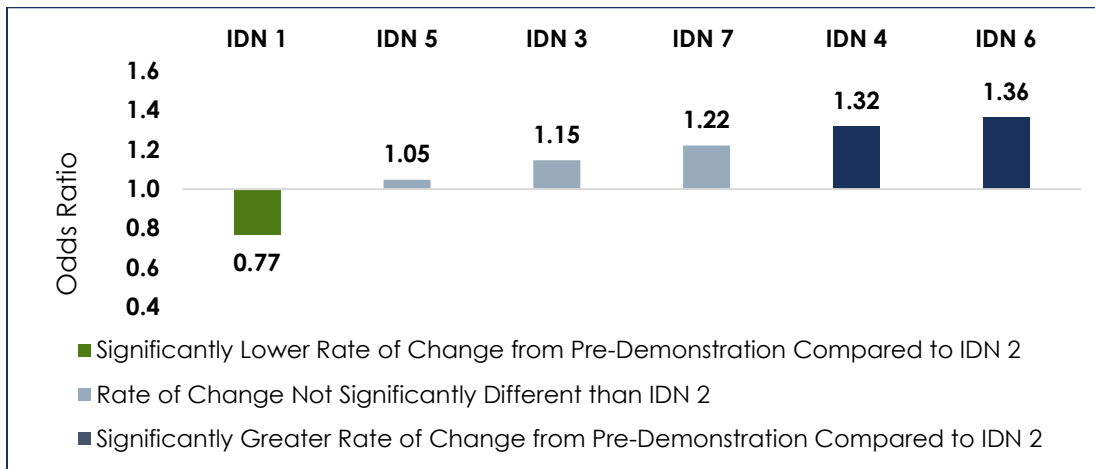 IDN 1 IDN 5 IDN 3 IDN 7 IDN 4 IDN 6
1.6
1.4
1.2
1.0
0.8
0.6
0.4
Odds Ratio
0.77
1.05
1.15
1.22
1.32
1.36
Significantly Lower Rate of Change from Pre-Demonstration Compared to IDN 2
Rate of Change Not Significantly Different than IDN 2
Significantly Greater Rate of Change from Pre-Demonstration Compared to IDN 2